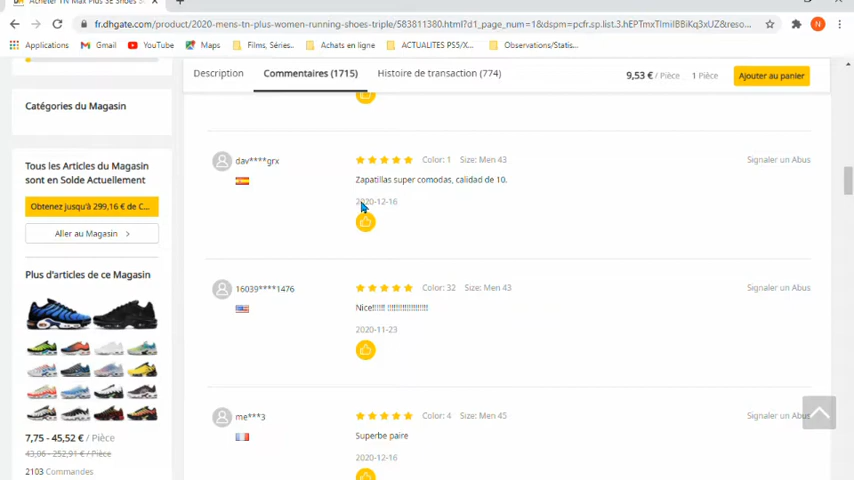 Acheter TN Max Plus SE Shoes S
fr.dhgate.com/product/2020-mens-tn-plus-women-running-shoes-triple/583811380.html?d1_page_num=1&dspm=pcfr.sp.list.3.
Applications Gmail YouTube Maps Films, Séries.. Achats en ligne ACTUALITES PS5/X... Observations/Statis...
Description Commentaires (1715) Histoire de transaction (774) 9,53 € / Pièce 1 Pièce Ajouter au panier
Catégories du Magasin
Tous les Articles du Magasin
sont en Solde Actuellement
Obtenez jusqu'à 299,16 € de C...
Aller au Magasin >
Plus d'articles de ce Magasin
7,75 - 45,52 € / Pièce
43,06 - 252,91 € / Pièce
2103 Commandes
dav****grx Color: 1 Size: Men 43 Signaler un Abus
Zapatillas super comodas, calidad de 10.
2020-12-16
16039****1476 Color: 32 Size: Men 43 Signaler un Abus
Nice!!!!!! !!!!!!!!!!!!!!!!!!!!!
2020-11-23
me***3 Color: 4 Size: Men 45 Signaler un Abus
Superbe paire
2020-12-16